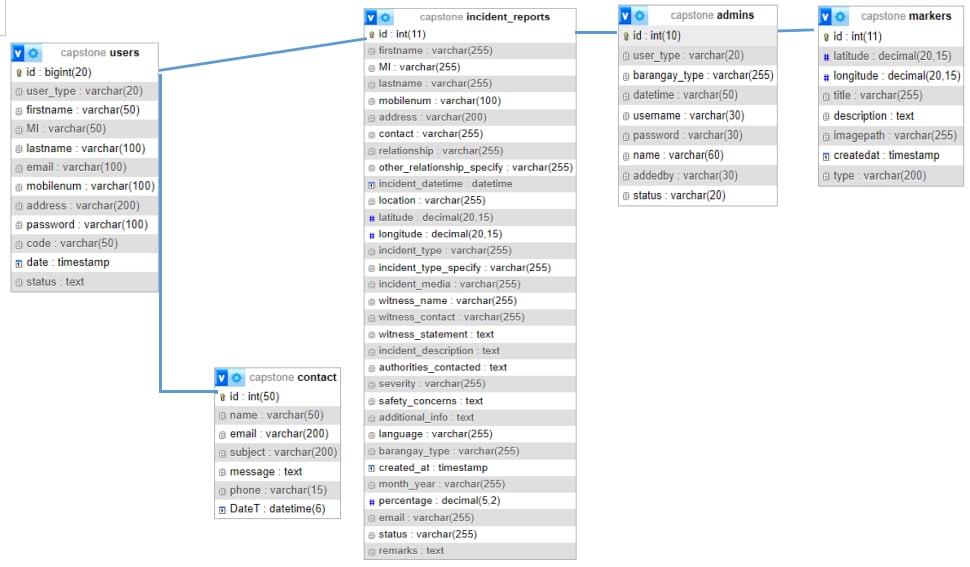 capstone users
id : bigint(20)
user_type : varchar(20)
firstname : varchar(50)
MI : varchar(50)
lastname : varchar(100)
email : varchar(100)
mobilenum : varchar(100)
address : varchar(200)
password : varchar(100)
code : varchar(50)
date : timestamp
status : text
capstone contact
id : int(50)
name : varchar(50)
email : varchar(200)
subject : varchar(200)
message : text
phone : varchar(15)
DateT : datetime(6)
capstone incident_reports
id : int(11)
firstname : varchar(255)
MI : varchar(255)
lastname : varchar(255)
mobilenum : varchar(100)
address : varchar(200)
contact : varchar(255)
relationship : varchar(255)
other_relationship_specify : varchar(255)
incident_datetime : datetime
location : varchar(255)
latitude : decimal(20,15)
longitude : decimal(20,15)
incident_type : varchar(255)
incident_type_specify : varchar(255)
incident_media : varchar(255)
witness_name : varchar(255)
witness_contact : varchar(255)
witness_statement : text
incident_description : text
authorities_contacted : text
severity : varchar(255)
safety_concerns : text
additional_info : text
language : varchar(255)
barangay_type : varchar(255)
created_at : timestamp
month_year : varchar(255)
percentage : decimal(5,2)
email : varchar(255)
status : varchar(255)
remarks : text
capstone admins
id : int(10)
user_type : varchar(20)
barangay_type : varchar(255)
datetime : varchar(50)
username : varchar(30)
password : varchar(30)
name : varchar(60)
addedby : varchar(30)
status : varchar(20)
capstone markers
id : int(11)
latitude : decimal(20,15)
longitude : decimal(20,15)
title : varchar(255)
description : text
imagepath : varchar(255)
createdat : timestamp
type : varchar(200)